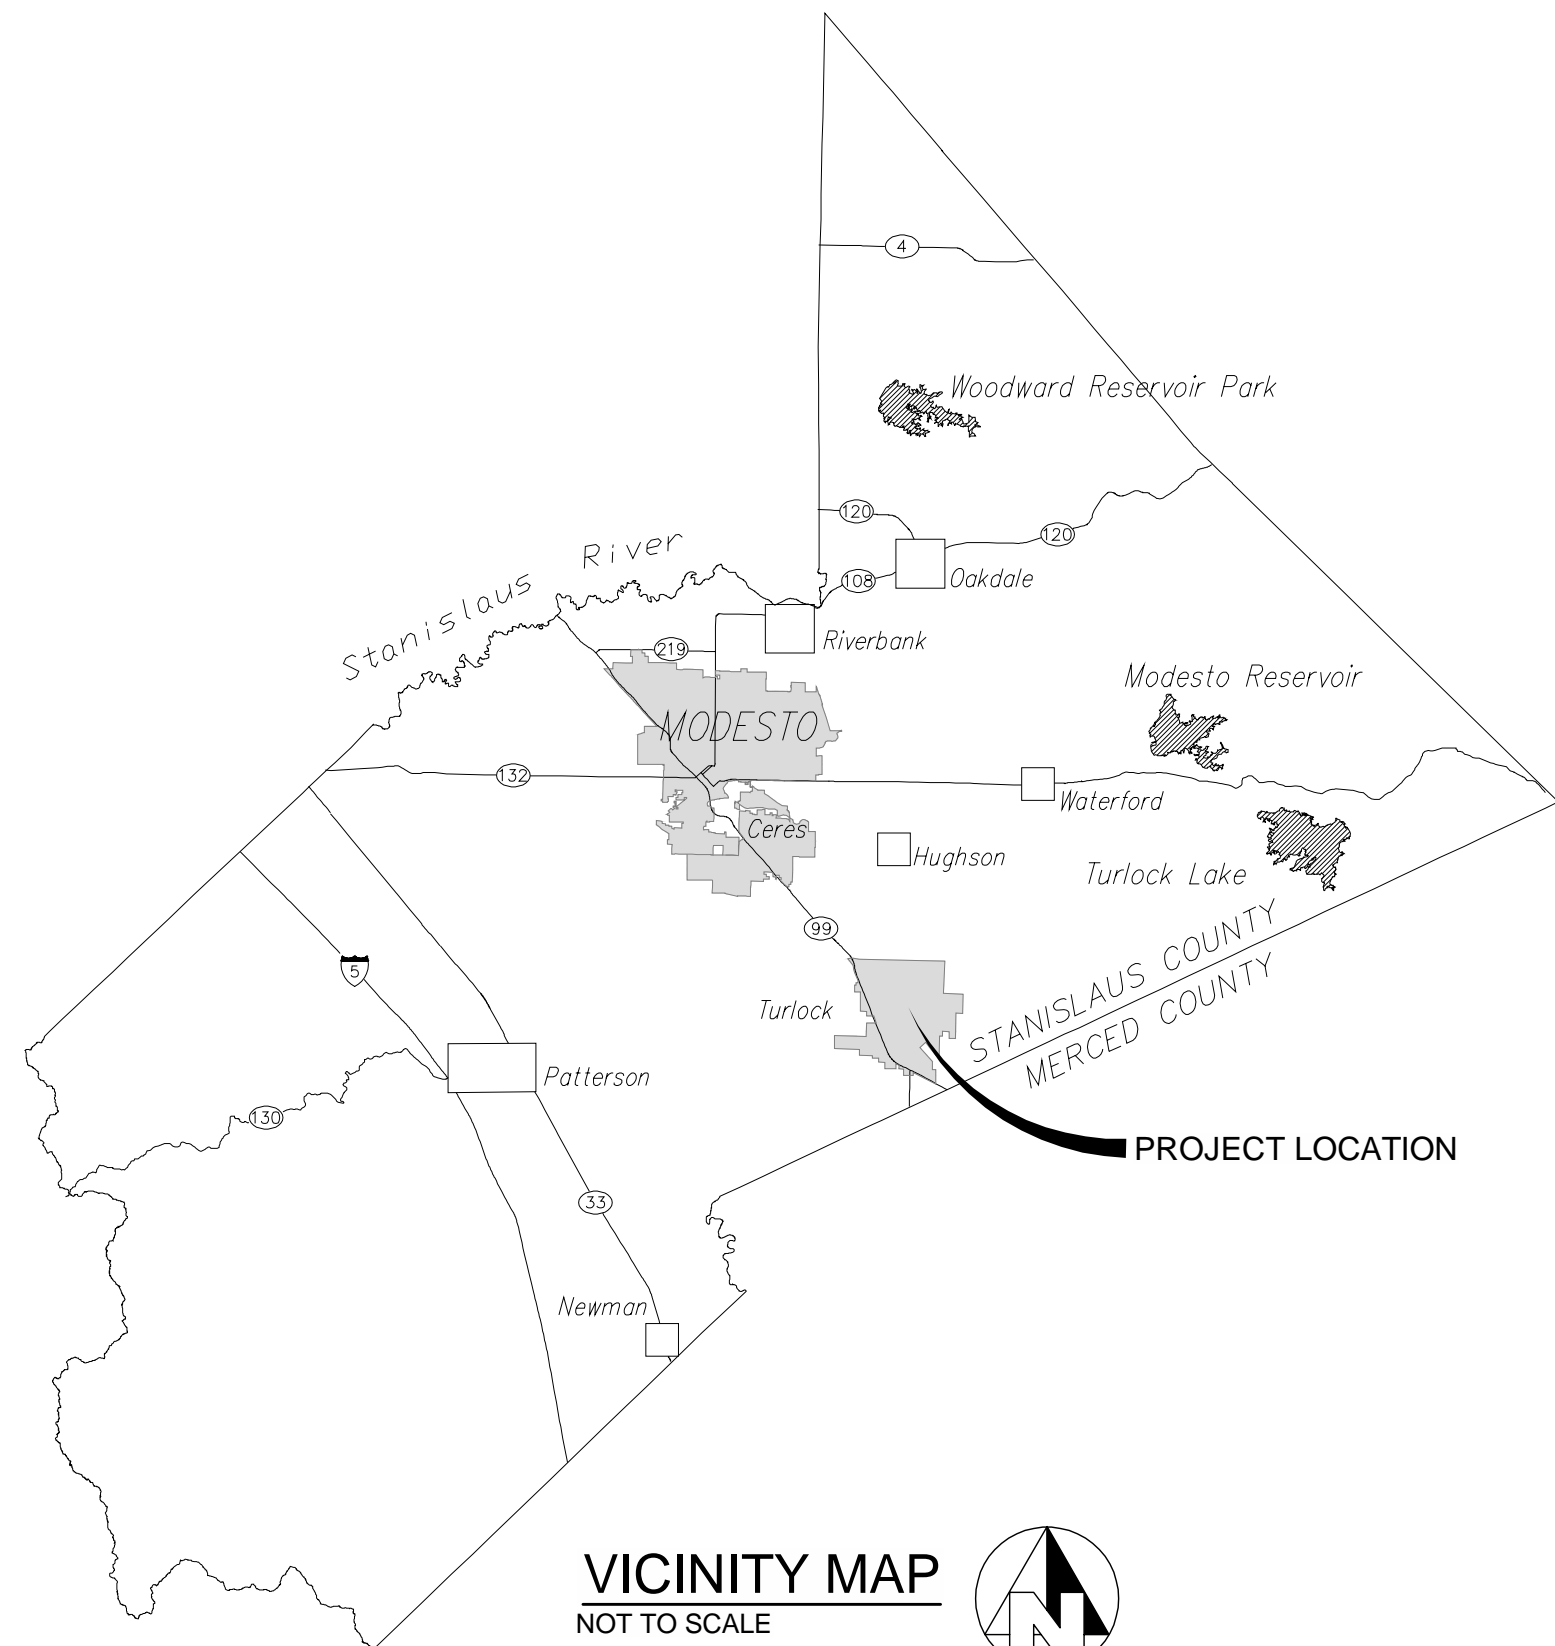 4
Woodward Reservoir Park
120
120
Stanislaus River
108
Oakdale
Riverbank
219
Modesto Reservoir
MODESTO
132
Waterford
Ceres
Hughson
Turlock Lake
99
STANISLAUS COUNTY
MERCED COUNTY
5
Turlock
Patterson
130
PROJECT LOCATION
33
Newman
VICINITY MAP
NOT TO SCALE
N